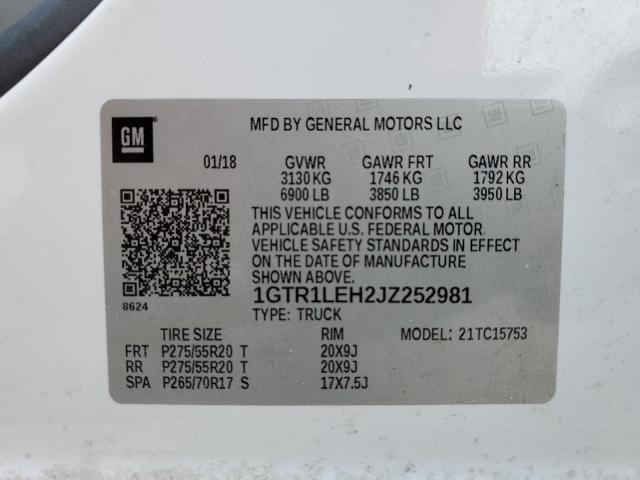 GM
MFD BY GENERAL MOTORS LLC
01/18 GVWR GAWR FRT GAWR RR
3130 KG 1746 KG 1792 KG
6900 LB 3850 LB 3950 LB
THIS VEHICLE CONFORMS TO ALL
APPLICABLE U.S. FEDERAL MOTOR
VEHICLE SAFETY STANDARDS IN EFFECT
ON THE DATE OF MANUFACTURE
SHOWN ABOVE.
1GTR1LEH2JZ252981
8624
TYPE: TRUCK
TIRE SIZE RIM MODEL: 21TC15753
FRT P275/55R20 T 20X9J
RR P275/55R20 T 20X9J
SPA P265/70R17 S 17X7.5J